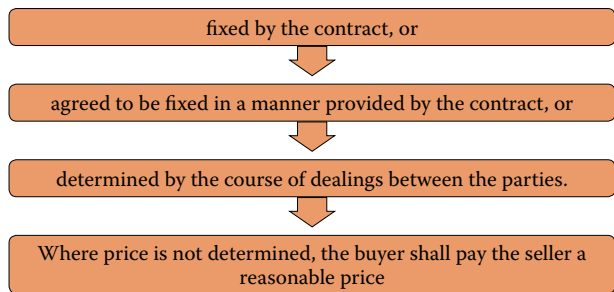 fixed by the contract, or
agreed to be fixed in a manner provided by the contract, or
determined by the course of dealings between the parties.
Where price is not determined, the buyer shall pay the seller a
reasonable price